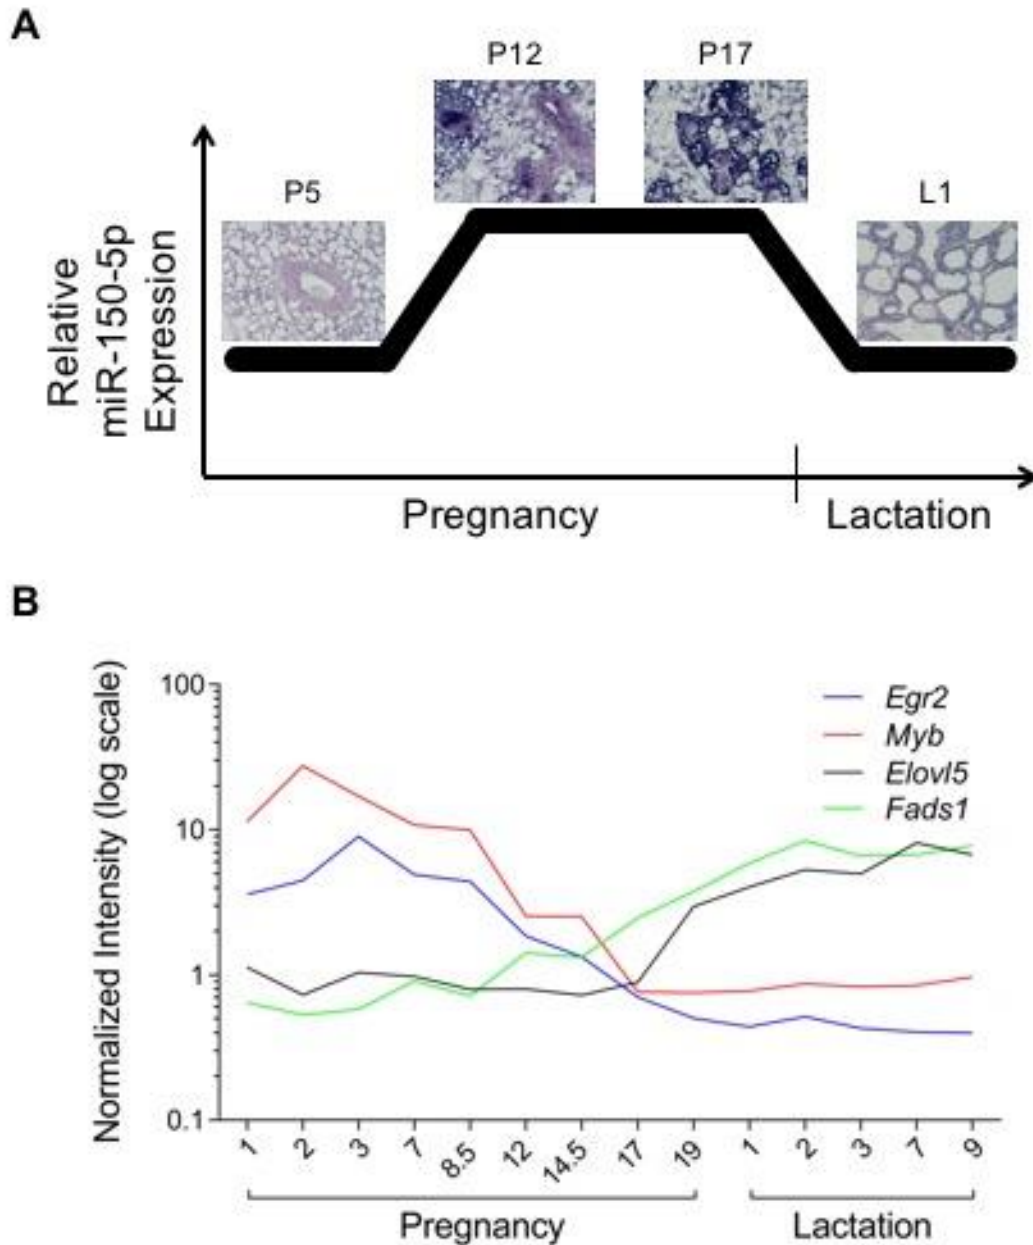 A
P12
P17
P5
L1
Relative
miR-150-5p
Expression
Pregnancy
Lactation
B
Normalized Intensity (log scale)
100
10
1
0.1
Egr2
Myb
Elovl5
Fads1
1 2 3 7 8.5 12 14.5 17 19 1 2 3 7 9
Pregnancy
Lactation